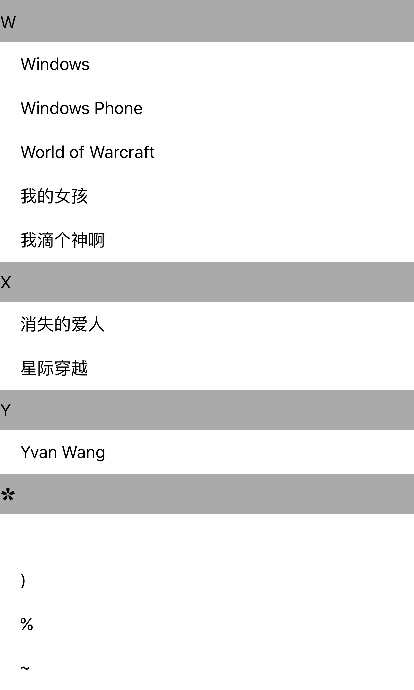 W
Windows
Windows Phone
World of Warcraft
我的女孩
我滴个神啊
X
消失的爱人
星际穿越
Y
Yvan Wang
✲
)
%
~